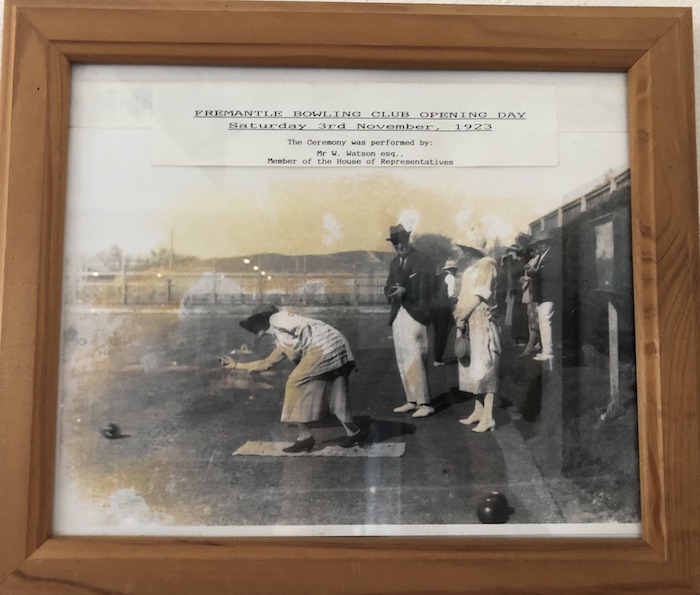 FREMANTLE BOWLING CLUB OPENING DAY
Saturday 3rd November, 1923
The Ceremony was performed by:
Mr W. Watson esq.,
Member of the House of Representatives